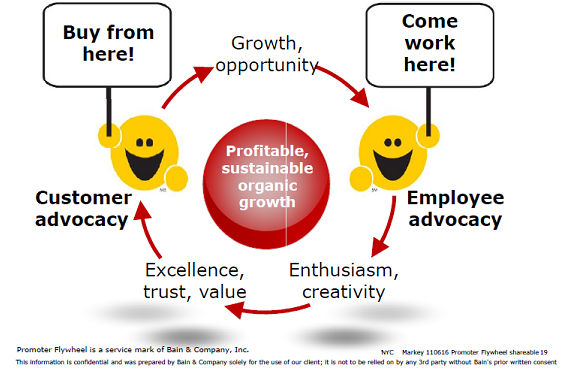 Buy from
here!
Growth,
opportunity
Come
work
here!
Profitable,
sustainable
organic
growth
Customer
advocacy
Employee
advocacy
Excellence,
trust, value
Enthusiasm,
creativity
Promoter Flywheel is a service mark of Bain & Company, Inc.
NYC Markey 110616 Promoter Flywheel shareable 19
This information is confidential and was prepared by Bain & Company solely for the use of our client; it is not to be relied on by any 3rd party without Bain's prior written consent